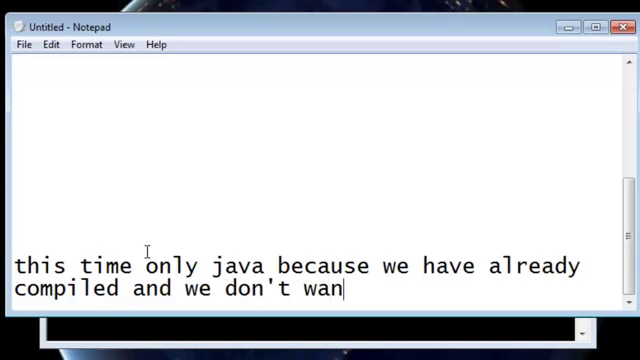 Untitled - Notepad
File Edit Format View Help
this time only java because we have already
compiled and we don't wan